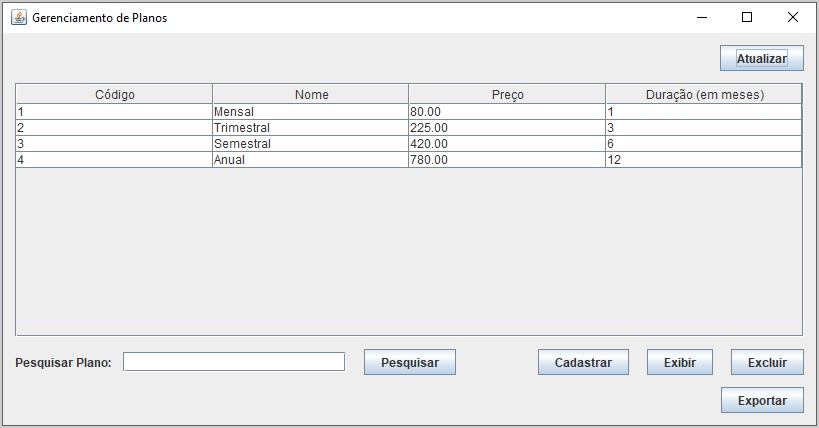 Gerenciamento de Planos
Atualizar
Código Nome Preço Duração (em meses)
1 Mensal 80.00 1
2 Trimestral 225.00 3
3 Semestral 420.00 6
4 Anual 780.00 12
Pesquisar Plano: Pesquisar Cadastrar Exibir Excluir
Exportar